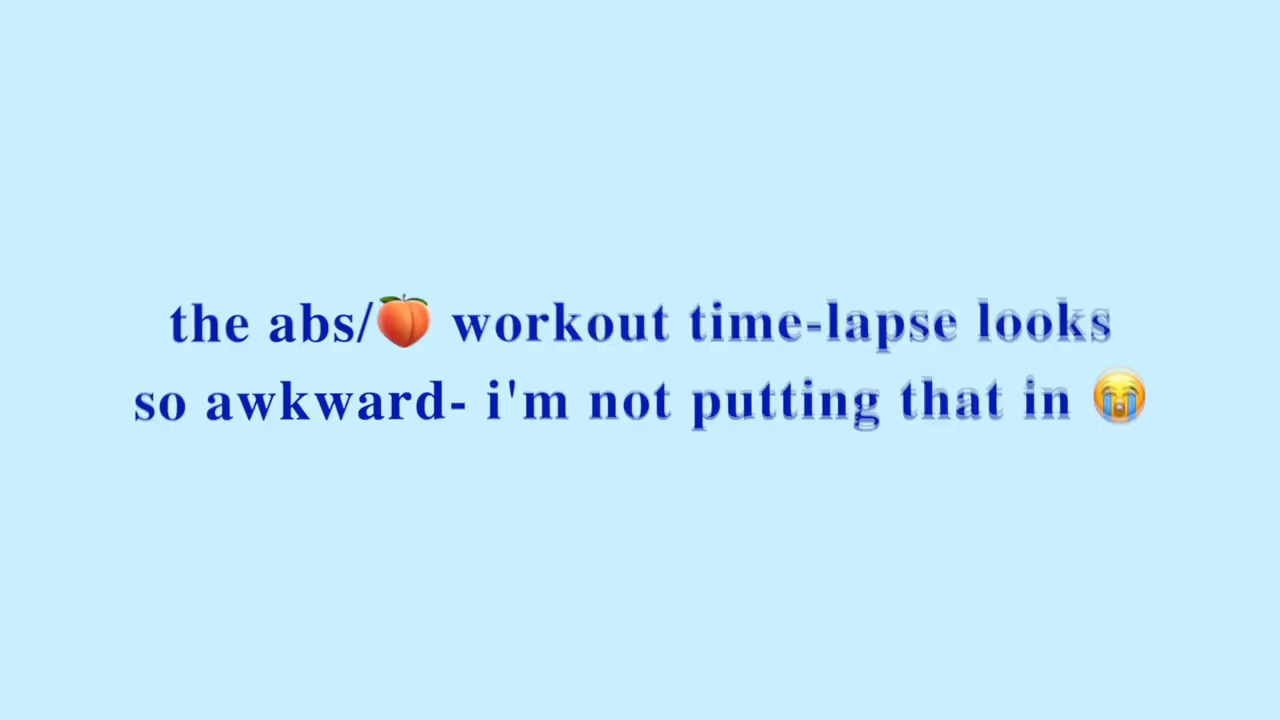 the abs/🍑 workout time-lapse looks
so awkward- i'm not putting that in 😭